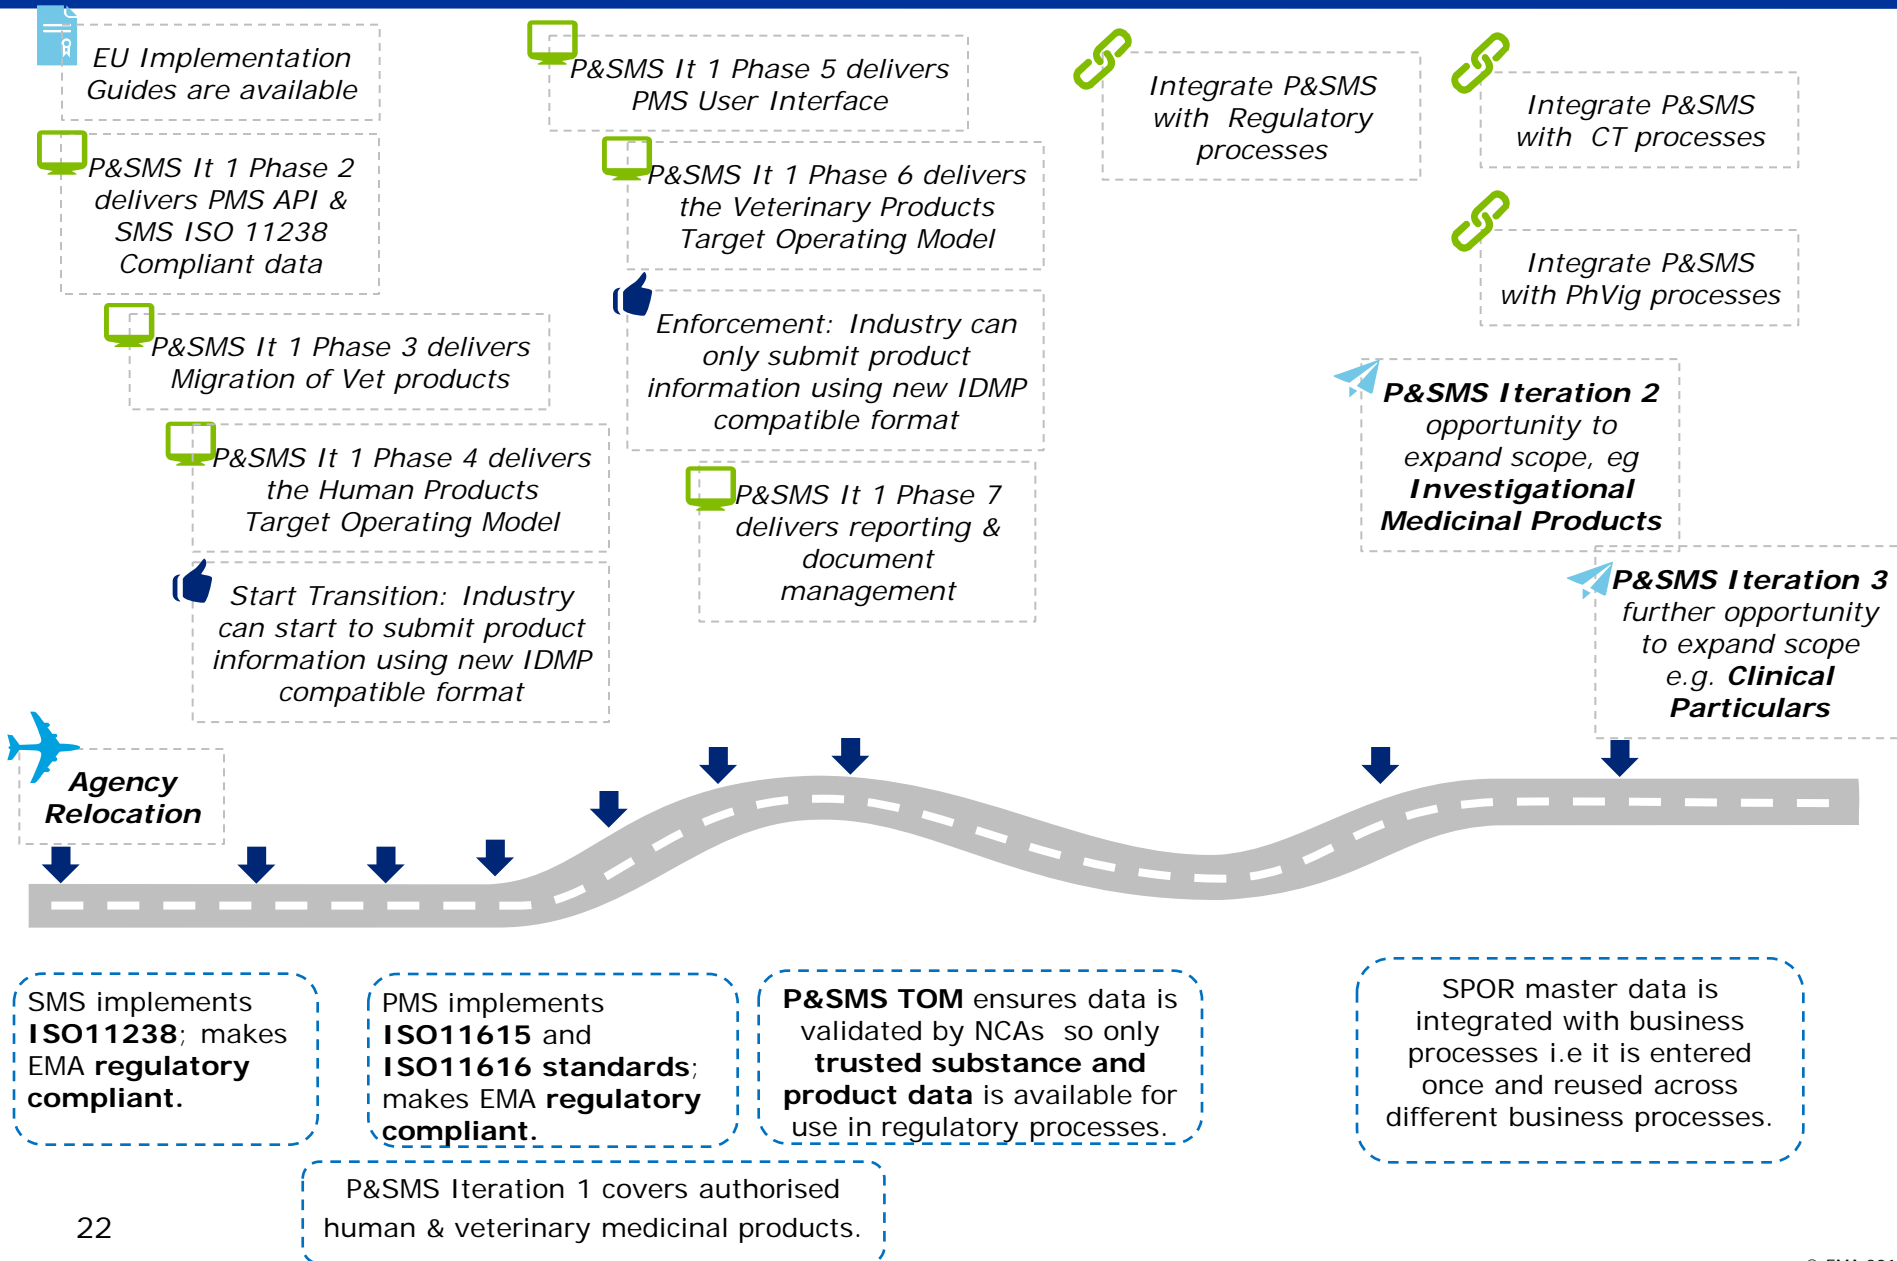 EU Implementation
Guides are available
P&SMS It 1 Phase 2
delivers PMS API &
SMS ISO 11238
Compliant data
P&SMS It 1 Phase 3 delivers
Migration of Vet products
P&SMS It 1 Phase 4 delivers
the Human Products
Target Operating Model
Start Transition: Industry
can start to submit product
information using new IDMP
compatible format
Agency
Relocation
P&SMS It 1 Phase 5 delivers
PMS User Interface
P&SMS It 1 Phase 6 delivers
the Veterinary Products
Target Operating Model
Enforcement: Industry can
only submit product
information using new IDMP
compatible format
P&SMS It 1 Phase 7
delivers reporting &
document
management
Integrate P&SMS
with Regulatory
processes
Integrate P&SMS
with CT processes
Integrate P&SMS
with PhVig processes
P&SMS Iteration 2
opportunity to
expand scope, eg
Investigational
Medicinal Products
P&SMS Iteration 3
further opportunity
to expand scope
e.g. Clinical
Particulars
SMS implements
ISO11238; makes
EMA regulatory
compliant.
PMS implements
ISO11615 and
ISO11616 standards;
makes EMA regulatory
compliant.
P&SMS TOM ensures data is
validated by NCAs so only
trusted substance and
product data is available for
use in regulatory processes.
SPOR master data is
integrated with business
processes i.e it is entered
once and reused across
different business processes.
P&SMS Iteration 1 covers authorised
human & veterinary medicinal products.
22